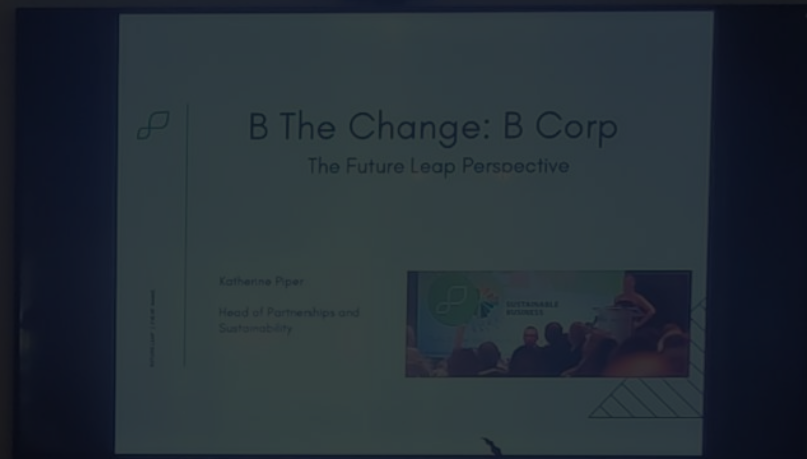 B The Change: B Corp
The Future Leap Perspective
Katherine Piper
Head of Partnerships and
Sustainability
SUSTAINABLE
BUSINESS